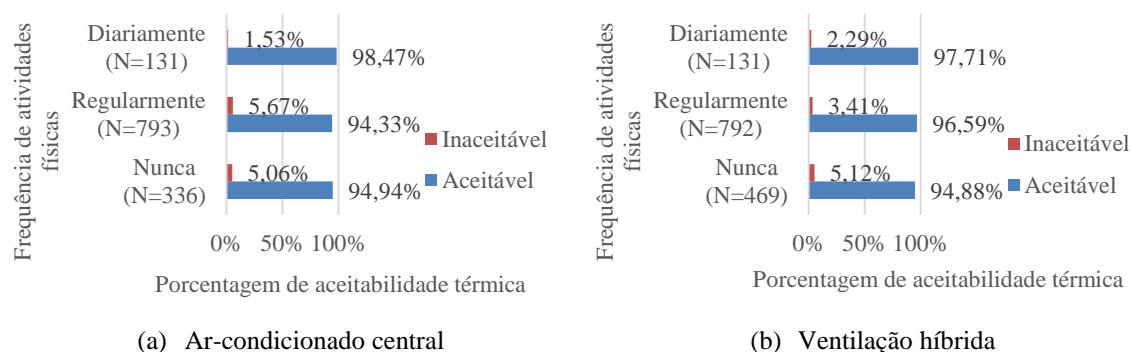 Frequência de atividades
físicas
Diariamente
(N=131)
1,53%
98,47%
Regularmente
(N=793)
5,67%
94,33%
Nunca
(N=336)
5,06%
94,94%
Inaceitável
Aceitável
0% 50% 100%
Porcentagem de aceitabilidade térmica
(a) Ar-condicionado central
Frequência de atividades
físicas
Diariamente
(N=131)
2,29%
97,71%
Regularmente
(N=792)
3,41%
96,59%
Nunca
(N=469)
5,12%
94,88%
Inaceitável
Aceitável
0% 50% 100%
Porcentagem de aceitabilidade térmica
(b) Ventilação híbrida